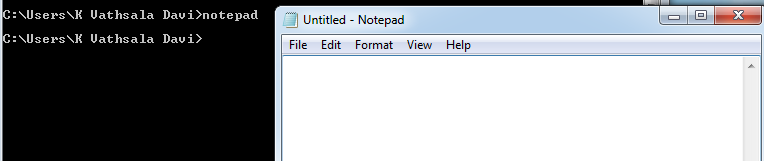 C:\Users\K Vathsala Davi>notepad
C:\Users\K Vathsala Davi>
Untitled - Notepad
File Edit Format View Help